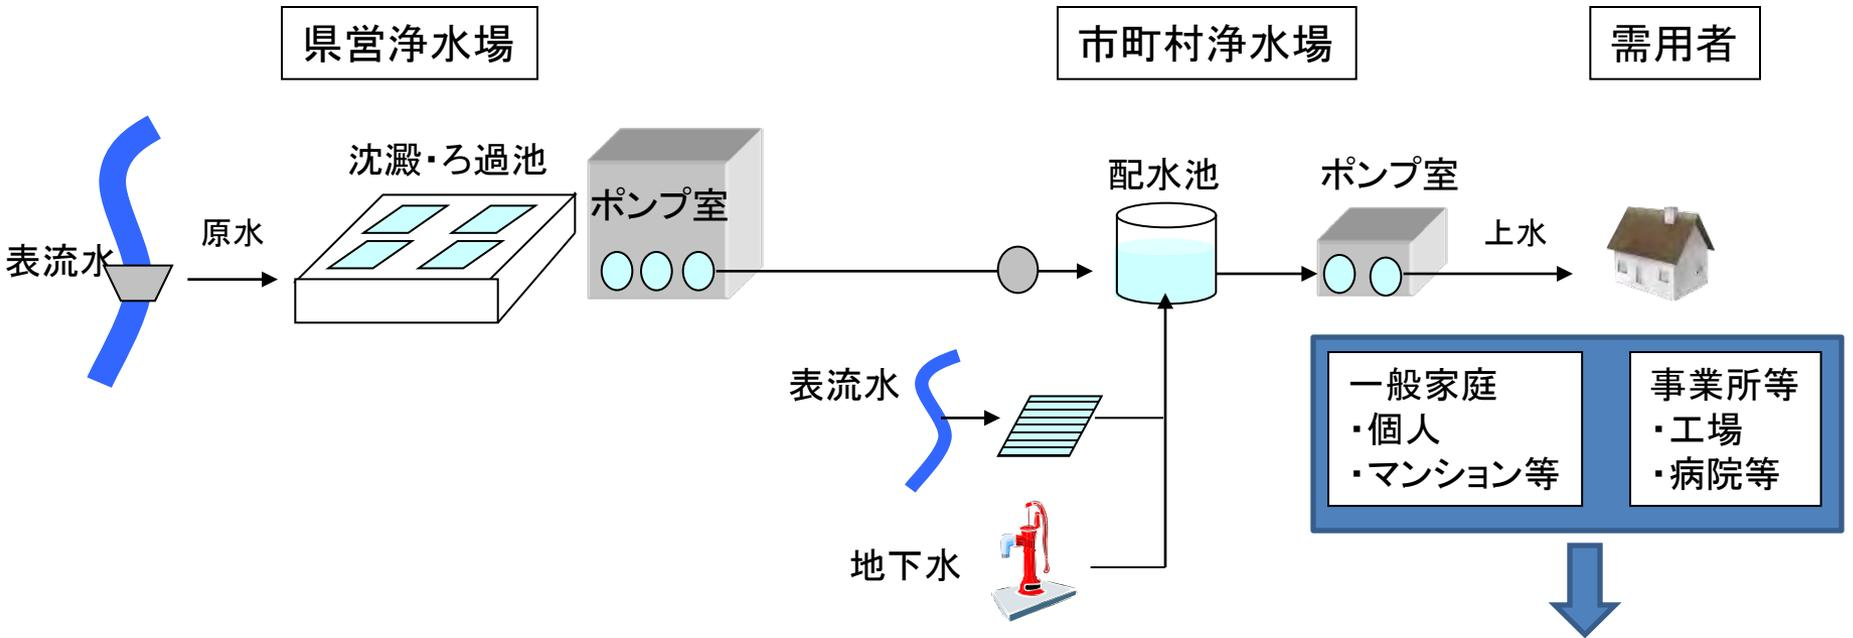 県営浄水場
市町村浄水場
需用者
沈澱・ろ過池
ポンプ室
配水池
ポンプ室
表流水
原水
上水
表流水
地下水
一般家庭
・個人
・マンション等
事業所等
・工場
・病院等